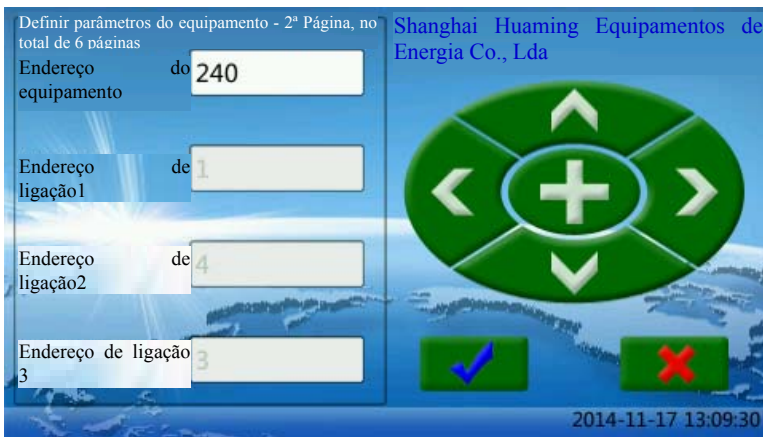 Definir parâmetros do equipamento - 2ª Página, no
total de 6 páginas
Shanghai Huaming Equipamentos de
Energia Co., Lda
Endereço do
equipamento
240
Endereço de
ligação1
1
Endereço de
ligação2
4
Endereço de ligação
3
3
2014-11-17 13:09:30